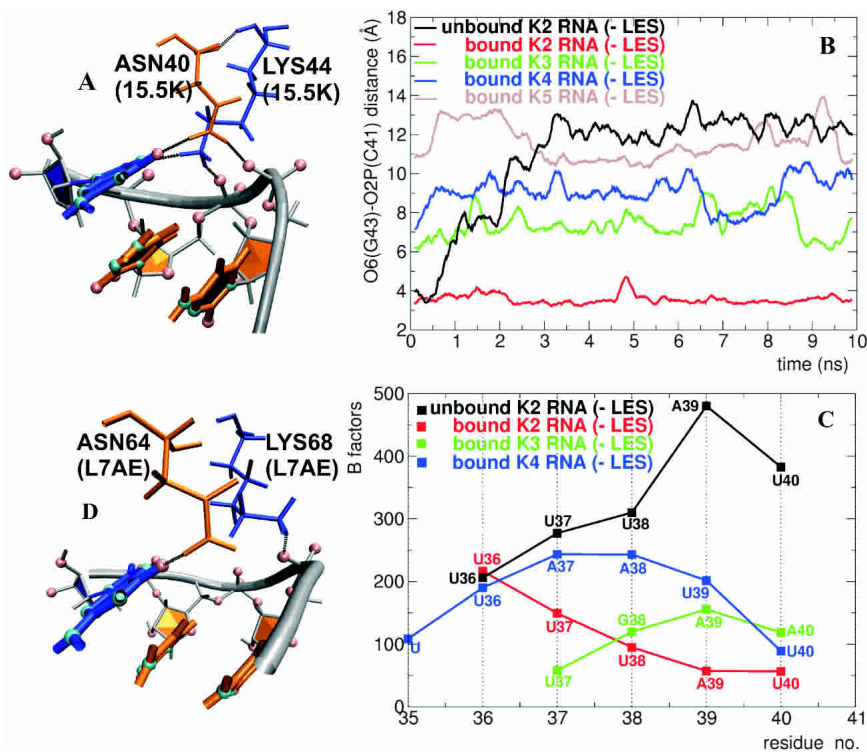 A
ASN40
(15.5K)
LYS44
(15.5K)
B
unbound K2 RNA (- LES)
bound K2 RNA (- LES)
bound K3 RNA (- LES)
bound K4 RNA (- LES)
bound K5 RNA (- LES)
O6(G43)-O2P(C41) distance (Å)
18
16
14
12
10
8
6
4
2
0 1 2 3 4 5 6 7 8 9 10
time (ns)
D
ASN64
(L7AE)
LYS68
(L7AE)
C
unbound K2 RNA (- LES)
bound K2 RNA (- LES)
bound K3 RNA (- LES)
bound K4 RNA (- LES)
B factors
500
400
300
200
100
0
A39
U40
U37
U38
U36
U36
A37
A38
U36
U39
U37
G38
A39
A40
U
U37
U38
A39
U40
U40
35 36 37 38 39 40 41
residue no.